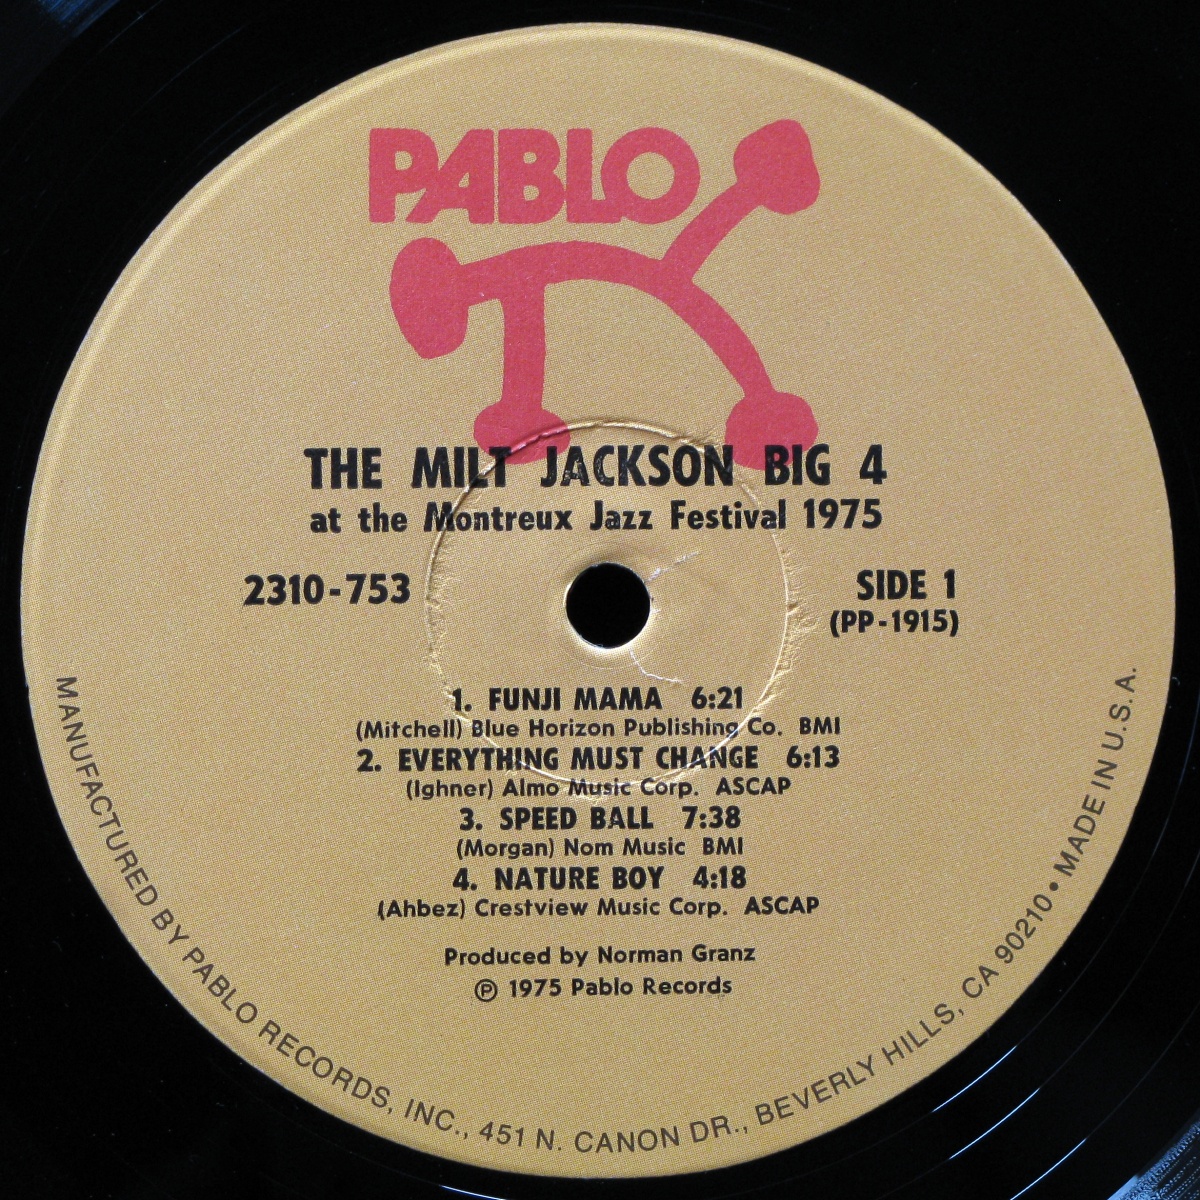 PABLO
THE MILT JACKSON BIG 4
at the Montreux Jazz Festival 1975
2310-753
SIDE 1
(PP-1915)
1. FUNJI MAMA 6:21
(Mitchell) Blue Horizon Publishing Co. BMI
2. EVERYTHING MUST CHANGE 6:13
(Ighner) Almo Music Corp. ASCAP
3. SPEED BALL 7:38
(Morgan) Nom Music BMI
4. NATURE BOY 4:18
(Ahbez) Crestview Music Corp. ASCAP
Produced by Norman Granz
℗ 1975 Pablo Records
MANUFACTURED BY PABLO RECORDS, INC., 451 N. CANON DR., BEVERLY HILLS, CA 90210 • MADE IN U.S.A.